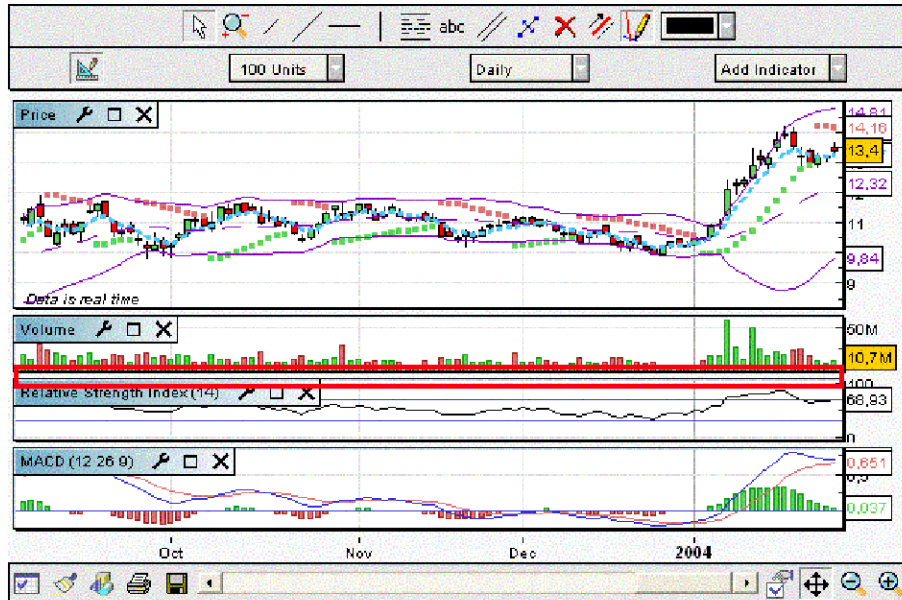 abc
100 Units
Daily
Add Indicator
Price
14,81
14,16
13,4
12,32
12
11
9,84
9
Data is real time
Volume
50M
10,7M
100
Relative Strength Index (14)
68,93
0
MACD (12 26 9)
0,651
0,037
Oct
Nov
Dec
2004